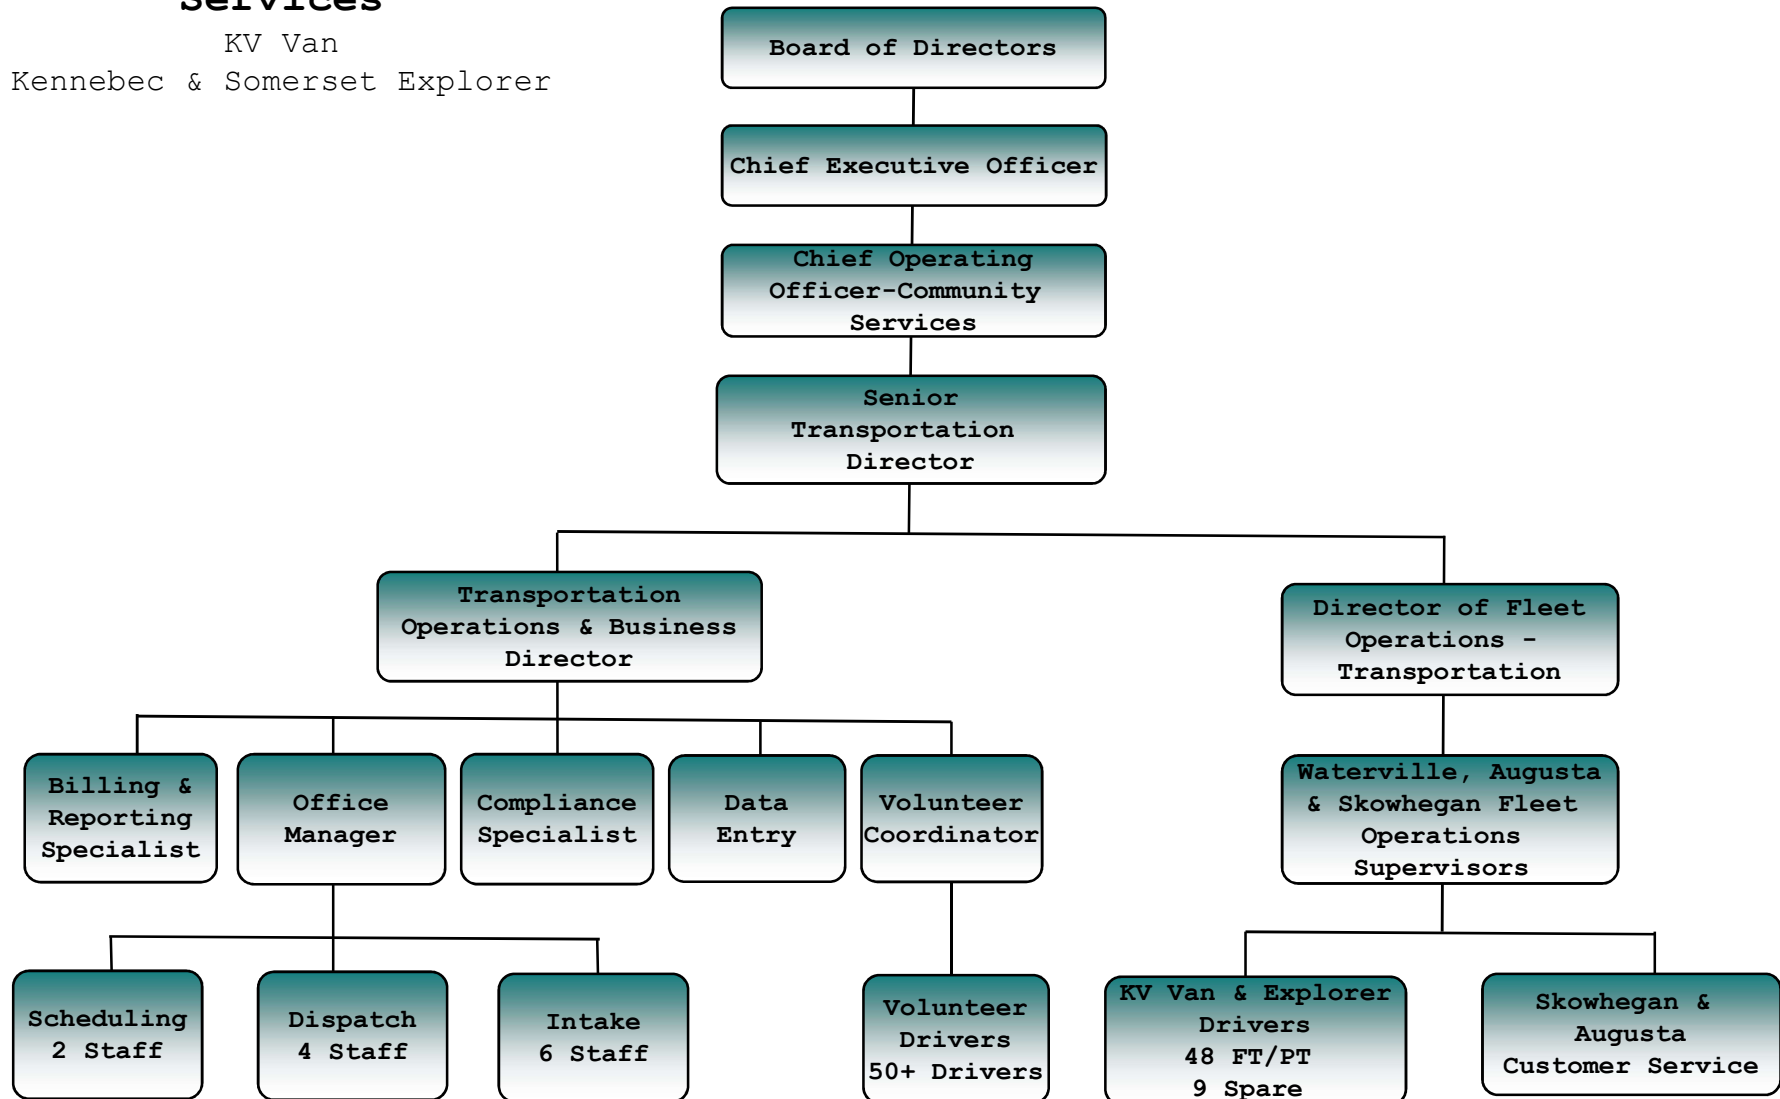 Services
KV Van
Kennebec & Somerset Explorer
Board of Directors
Chief Executive Officer
Chief Operating
Officer-Community
Services
Senior
Transportation
Director
Transportation
Operations & Business
Director
Director of Fleet
Operations -
Transportation
Billing &
Reporting
Specialist
Office
Manager
Compliance
Specialist
Data
Entry
Volunteer
Coordinator
Waterville, Augusta
& Skowhegan Fleet
Operations
Supervisors
Scheduling
2 Staff
Dispatch
4 Staff
Intake
6 Staff
Volunteer
Drivers
50+ Drivers
KV Van & Explorer
Drivers
48 FT/PT
9 Spare
Skowhegan &
Augusta
Customer Service